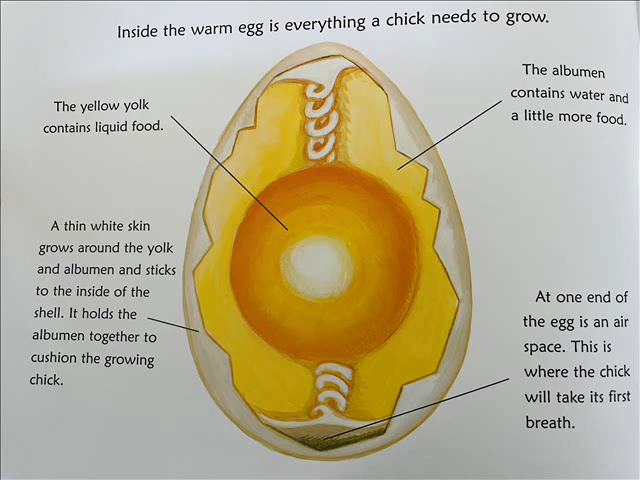 Inside the warm egg is everything a chick needs to grow.
The yellow yolk
contains liquid food.
The albumen
contains water and
a little more food.
A thin white skin
grows around the yolk
and albumen and sticks
to the inside of the
shell. It holds the
albumen together to
cushion the growing
chick.
At one end of
the egg is an air
space. This is
where the chick
will take its first
breath.